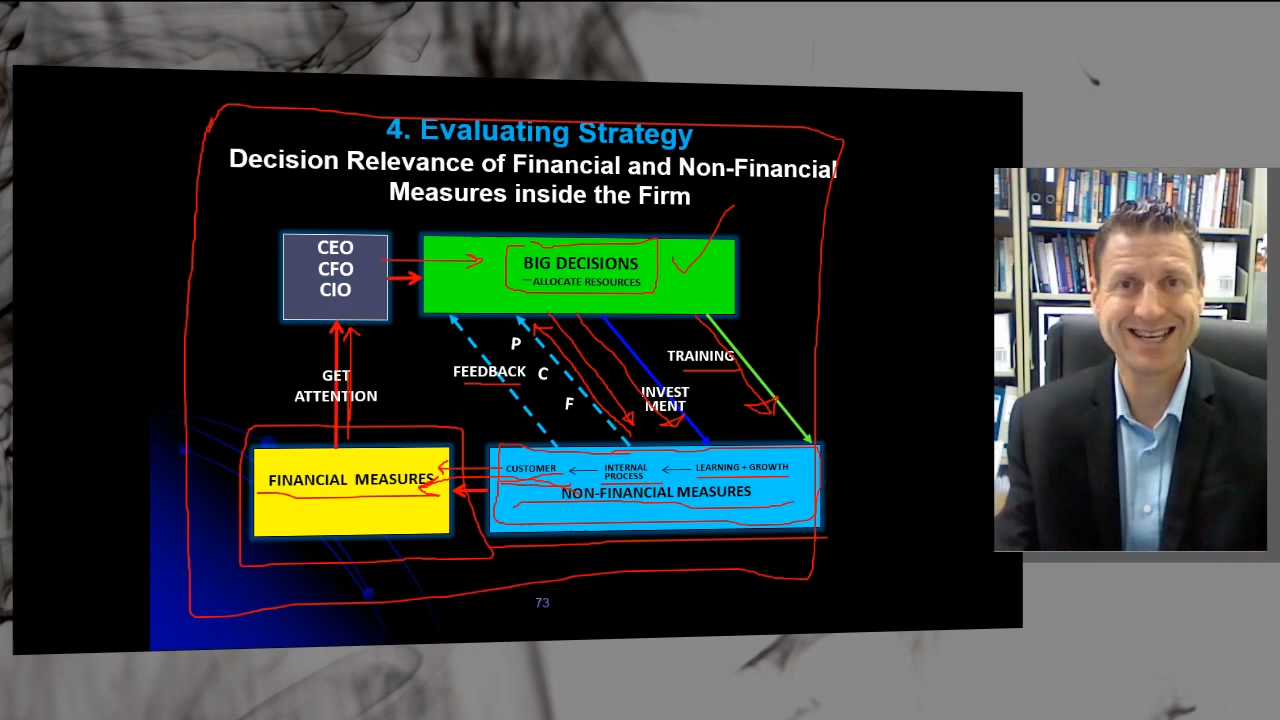 4. Evaluating Strategy
Decision Relevance of Financial and Non-Financial
Measures inside the Firm
CEO
CFO
CIO
BIG DECISIONS
—ALLOCATE RESOURCES
GET
ATTENTION
FEEDBACK
P
C
F
INVEST
MENT
TRAINING
FINANCIAL MEASURES
CUSTOMER
INTERNAL
PROCESS
LEARNING + GROWTH
NON-FINANCIAL MEASURES
73